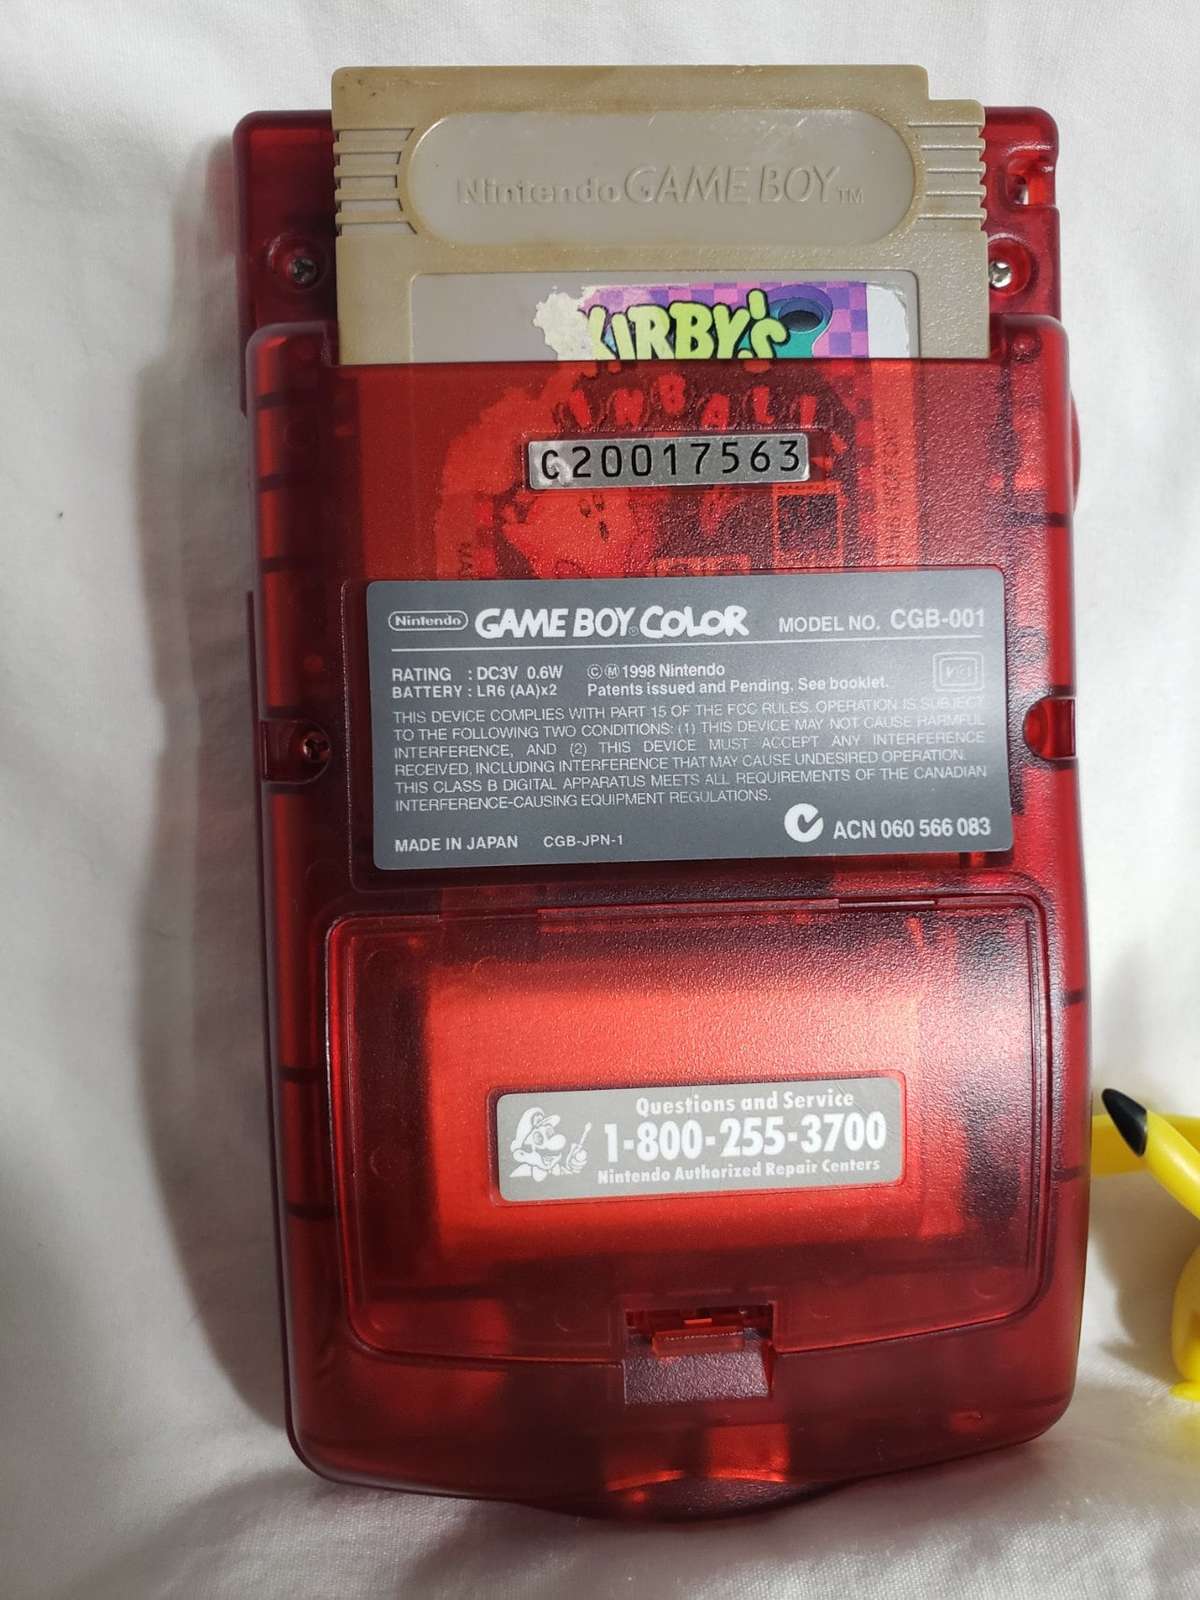 Nintendo GAME BOY™
KIRBY'S
C20017563
Nintendo GAME BOY COLOR MODEL NO. CGB-001
RATING : DC3V 0.6W ©Ⓜ1998 Nintendo
BATTERY : LR6 (AA)x2 Patents issued and Pending. See booklet.
VCI
THIS DEVICE COMPLIES WITH PART 15 OF THE FCC RULES. OPERATION IS SUBJECT
TO THE FOLLOWING TWO CONDITIONS: (1) THIS DEVICE MAY NOT CAUSE HARMFUL
INTERFERENCE, AND (2) THIS DEVICE MUST ACCEPT ANY INTERFERENCE
RECEIVED, INCLUDING INTERFERENCE THAT MAY CAUSE UNDESIRED OPERATION.
THIS CLASS B DIGITAL APPARATUS MEETS ALL REQUIREMENTS OF THE CANADIAN
INTERFERENCE-CAUSING EQUIPMENT REGULATIONS.
ACN 060 566 083
MADE IN JAPAN CGB-JPN-1
Questions and Service
1-800-255-3700
Nintendo Authorized Repair Centers